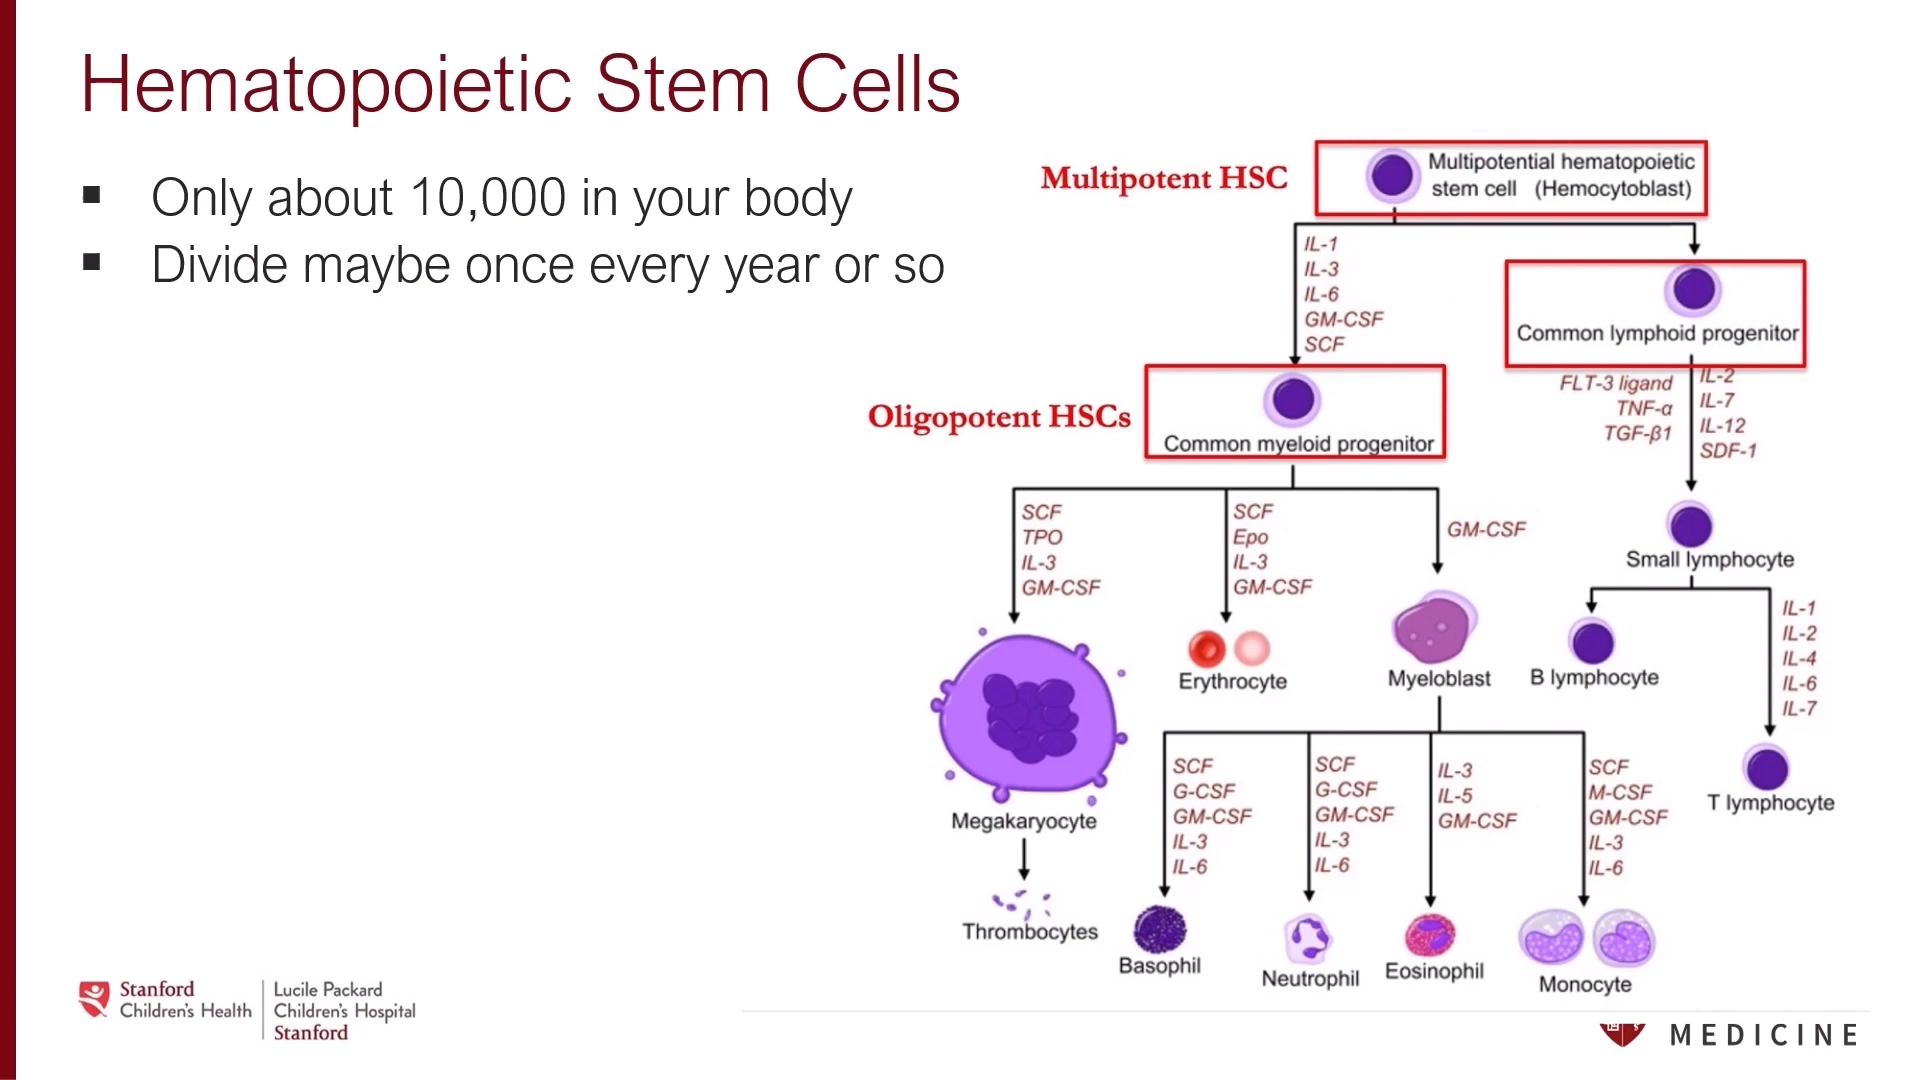 Hematopoietic Stem Cells
▪ Only about 10,000 in your body
▪ Divide maybe once every year or so
Multipotent HSC
Multipotential hematopoietic
stem cell (Hemocytoblast)
IL-1
IL-3
IL-6
GM-CSF
SCF
Common lymphoid progenitor
Oligopotent HSCs
Common myeloid progenitor
FLT-3 ligand
TNF-α
TGF-β1
IL-2
IL-7
IL-12
SDF-1
SCF
TPO
IL-3
GM-CSF
SCF
Epo
IL-3
GM-CSF
GM-CSF
Small lymphocyte
Megakaryocyte
Erythrocyte
Myeloblast
B lymphocyte
IL-1
IL-2
IL-4
IL-6
IL-7
T lymphocyte
Thrombocytes
SCF
G-CSF
GM-CSF
IL-3
IL-6
SCF
G-CSF
GM-CSF
IL-3
IL-6
IL-3
IL-5
GM-CSF
SCF
M-CSF
GM-CSF
IL-3
IL-6
Basophil
Neutrophil
Eosinophil
Monocyte
Stanford
Children's Health
Lucile Packard
Children's Hospital
Stanford
MEDICINE